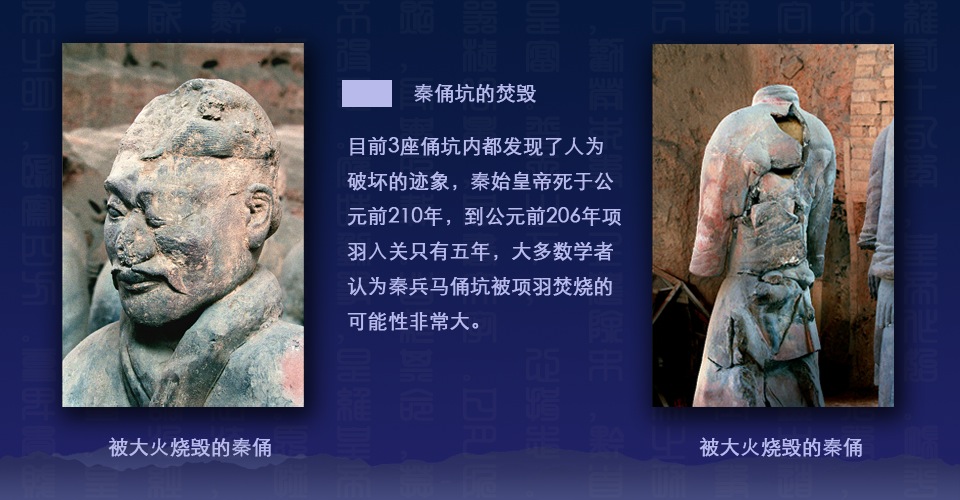 秦俑坑的焚毁
目前3座俑坑内都发现了人为
破坏的迹象，秦始皇帝死于公
元前210年，到公元前206年项
羽入关只有五年，大多数学者
认为秦兵马俑坑被项羽焚烧的
可能性非常大。
被大火烧毁的秦俑
被大火烧毁的秦俑